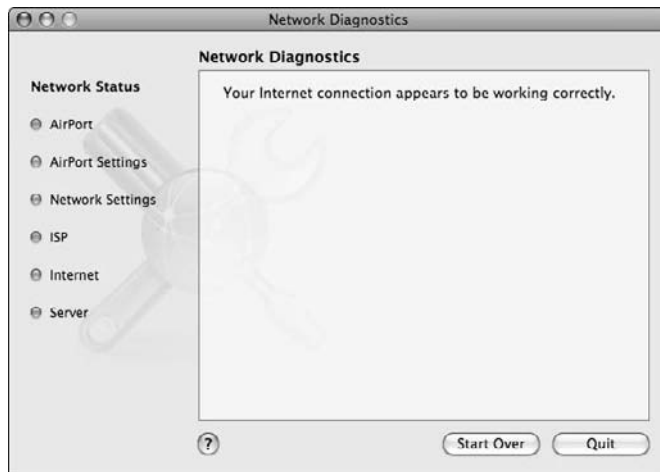 Network Diagnostics
Network Diagnostics
Network Status
Your Internet connection appears to be working correctly.
AirPort
AirPort Settings
Network Settings
ISP
Internet
Server
?
Start Over
Quit